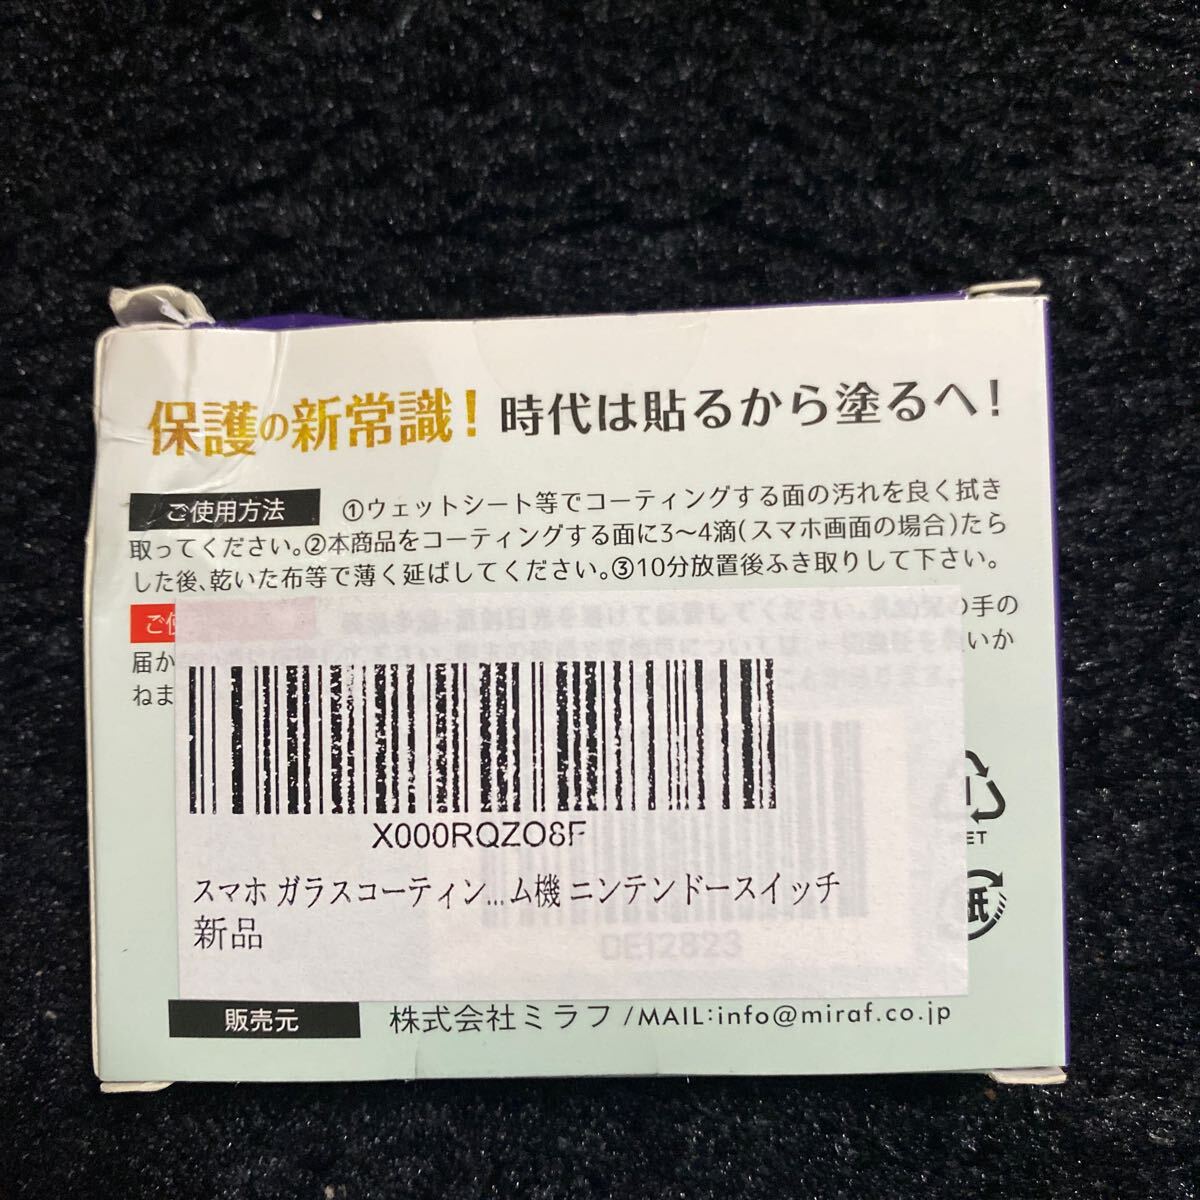 保護の新常識！時代は貼るから塗るへ！
ご使用方法 ①ウェットシート等でコーティングする面の汚れを良く拭き
取ってください。②本商品をコーティングする面に3〜4滴(スマホ画面の場合)たら
した後、乾いた布等で薄く延ばしてください。③10分放置後ふき取りして下さい。
ご使 の手の
届か いか
ねま
X000RQZO8F
スマホ ガラスコーティン...ム機 ニンテンドースイッチ
新品
DE12823
ET
紙
販売元 株式会社ミラフ/MAIL:info@miraf.co.jp